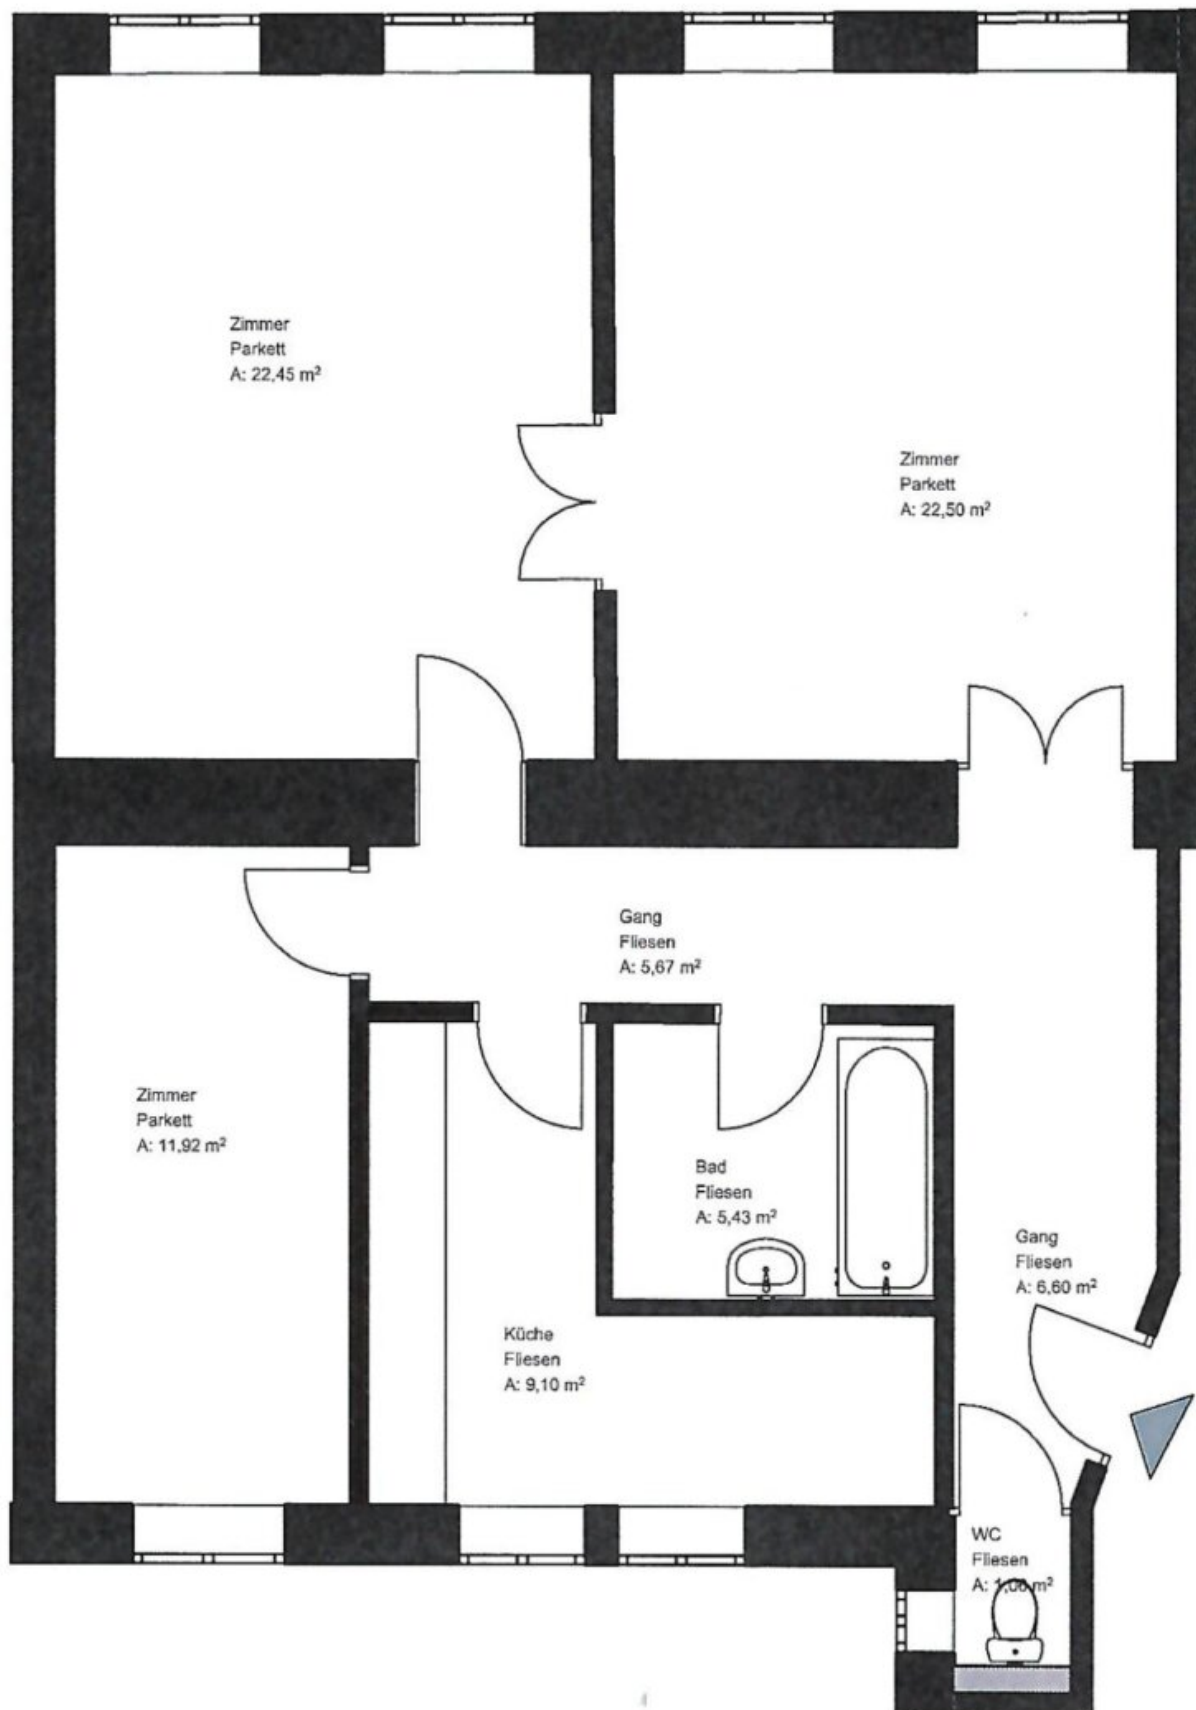 Zimmer
Parkett
A: 22,45 m²
Zimmer
Parkett
A: 22,50 m²
Gang
Fliesen
A: 5,67 m²
Zimmer
Parkett
A: 11,92 m²
Bad
Fliesen
A: 5,43 m²
Gang
Fliesen
A: 6,60 m²
Küche
Fliesen
A: 9,10 m²
WC
Fliesen
A: m²